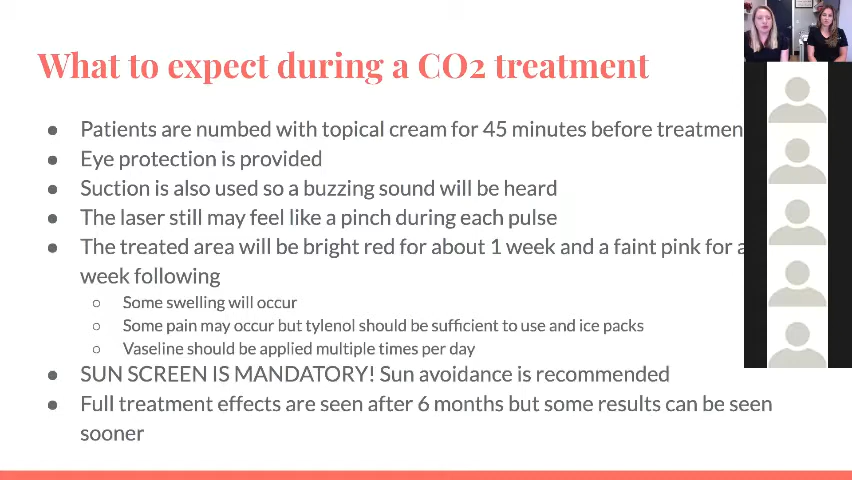 What to expect during a CO2 treatment
● Patients are numbed with topical cream for 45 minutes before treatmen
● Eye protection is provided
● Suction is also used so a buzzing sound will be heard
● The laser still may feel like a pinch during each pulse
● The treated area will be bright red for about 1 week and a faint pink for a
week following
○ Some swelling will occur
○ Some pain may occur but tylenol should be sufficient to use and ice packs
○ Vaseline should be applied multiple times per day
● SUN SCREEN IS MANDATORY! Sun avoidance is recommended
● Full treatment effects are seen after 6 months but some results can be seen
sooner